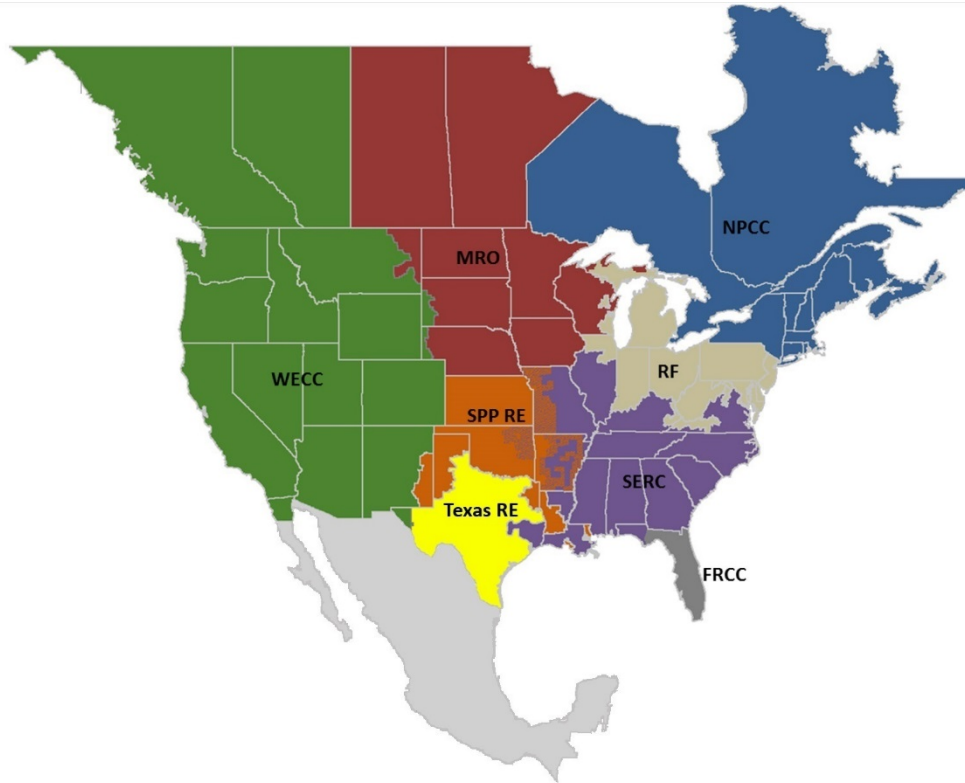 NPCC
MRO
RF
WECC
SPP RE
SERC
Texas RE
FRCC